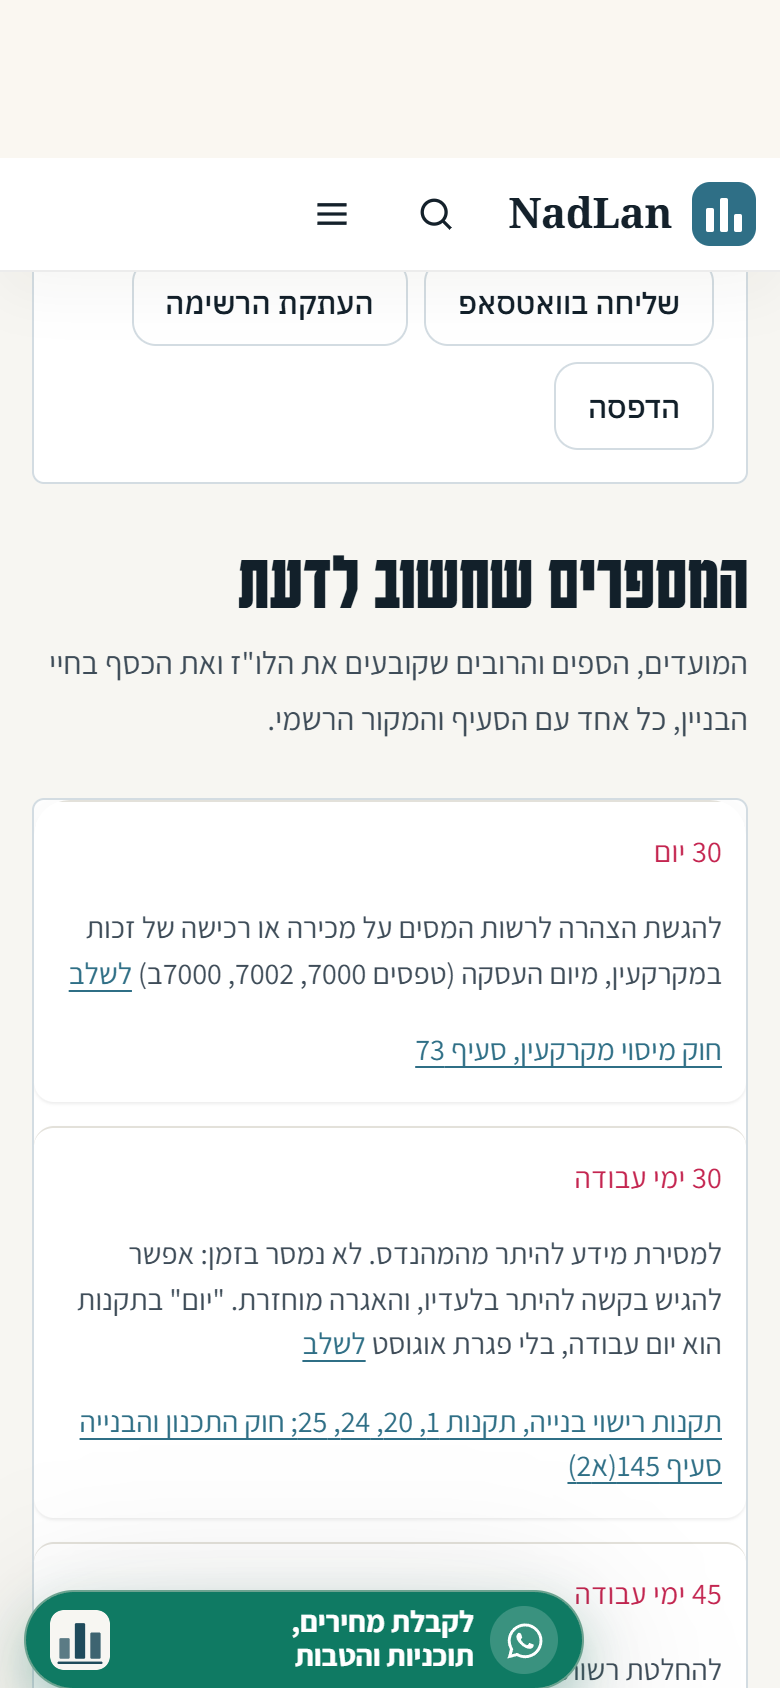 NadLan
שליחה בוואטסאפ
העתקת הרשימה
הדפסה
המספרים שחשוב לדעת
המועדים, הספים והרובים שקובעים את הלו"ז ואת הכסף בחיי
הבניין, כל אחד עם הסעיף והמקור הרשמי.
30 יום
להגשת הצהרה לרשות המסים על מכירה או רכישה של זכות
במקרקעין, מיום העסקה (טפסים 7000, 7002, 7000ב) לשלב
חוק מיסוי מקרקעין, סעיף 73
30 ימי עבודה
למסירת מידע להיתר מהמהנדס. לא נמסר בזמן: אפשר
להגיש בקשה להיתר בלעדיו, והאגרה מוחזרת. "יום" בתקנות
הוא יום עבודה, בלי פגרת אוגוסט לשלב
תקנות רישוי בנייה, תקנות 1, 20, 24, 25; חוק התכנון והבנייה
סעיף 145(א2)
45 ימי עבודה
להחלטת
לקבלת מחירים,
תוכניות והטבות